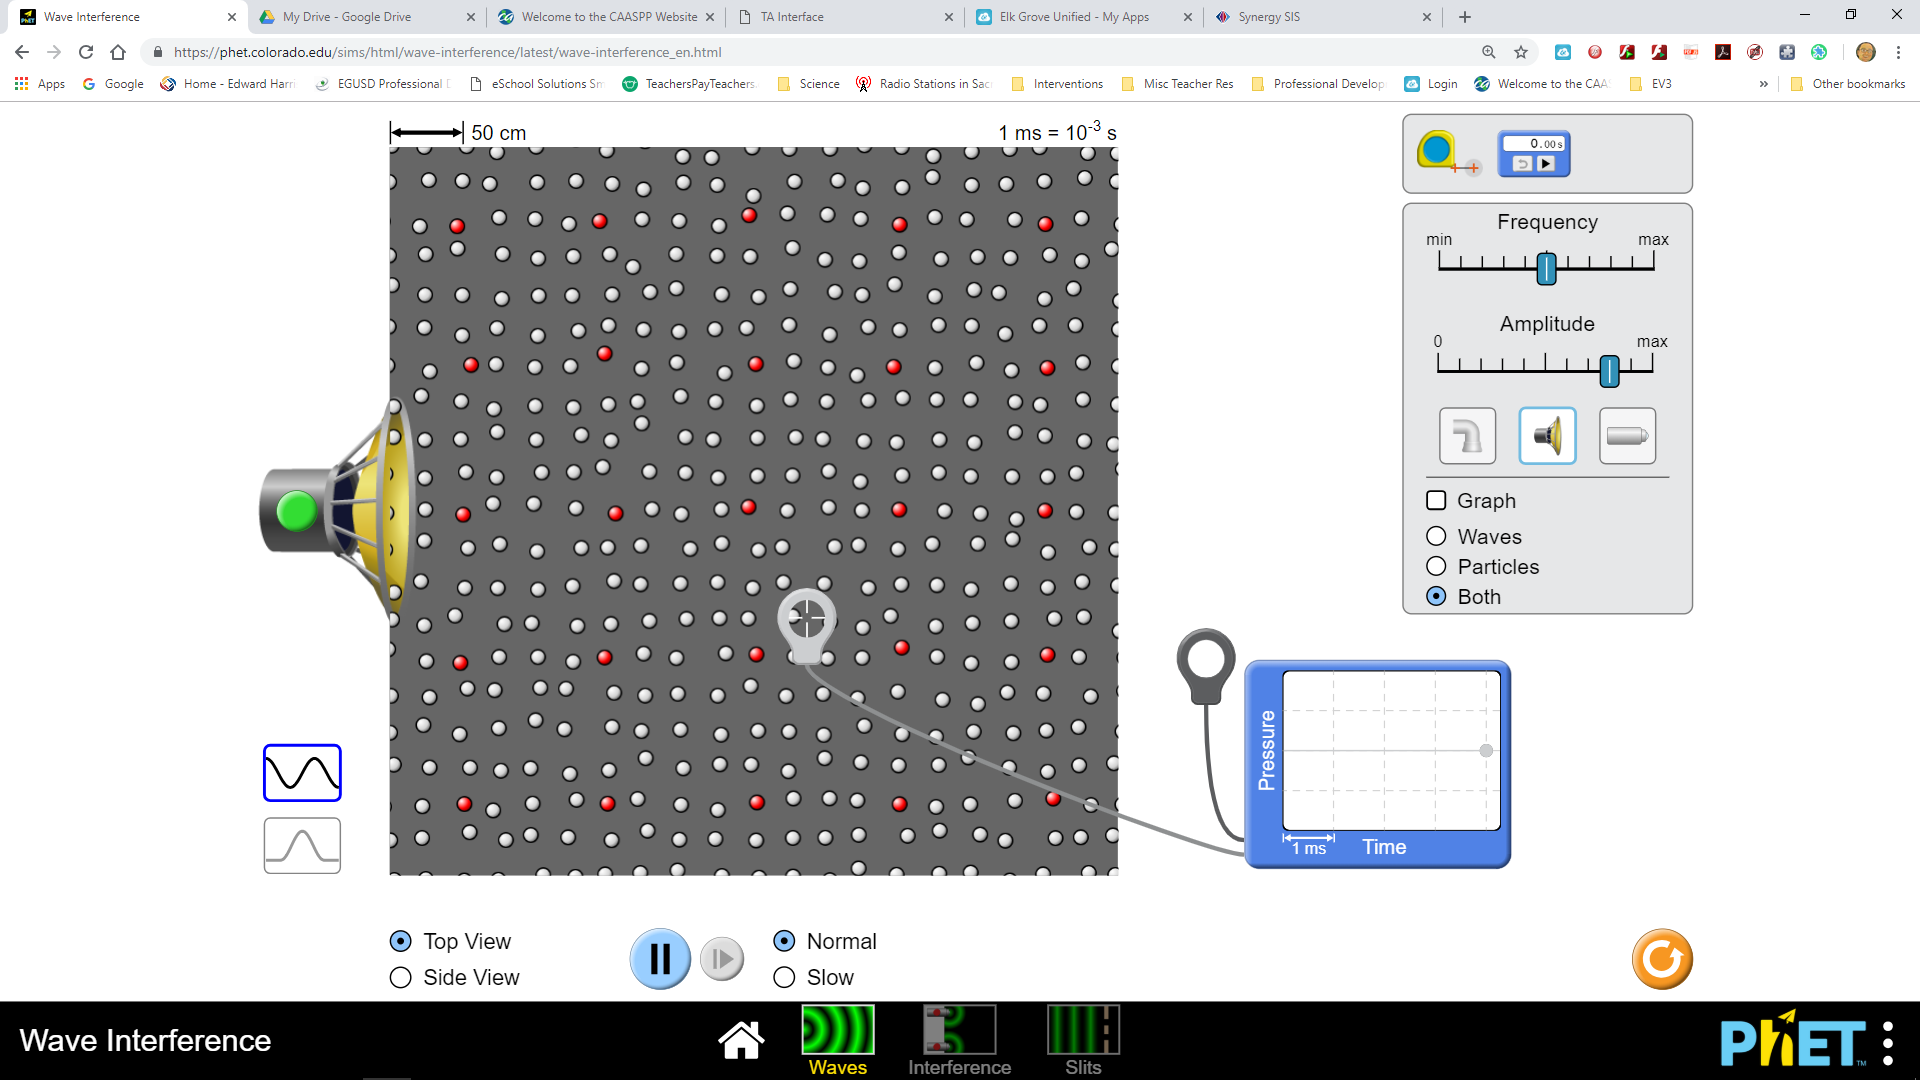 Wave Interference
My Drive - Google Drive
Welcome to the CAASPP Website
TA Interface
Elk Grove Unified - My Apps
Synergy SIS
https://phet.colorado.edu/sims/html/wave-interference/latest/wave-interference_en.html
Apps
Google
Home - Edward Harri
EGUSD Professional
eSchool Solutions Sm
TeachersPayTeachers.
Science
Radio Stations in Sac
Interventions
Misc Teacher Res
Professional Develop
Login
Welcome to the CAA
EV3
»
Other bookmarks
50 cm
1 ms = 10⁻³ s
0.00 s
Frequency
min max
Amplitude
0 max
Graph
Waves
Particles
Both
Pressure
1 ms
Time
Top View
Side View
Normal
Slow
Wave Interference
Waves
Interference
Slits
PhET